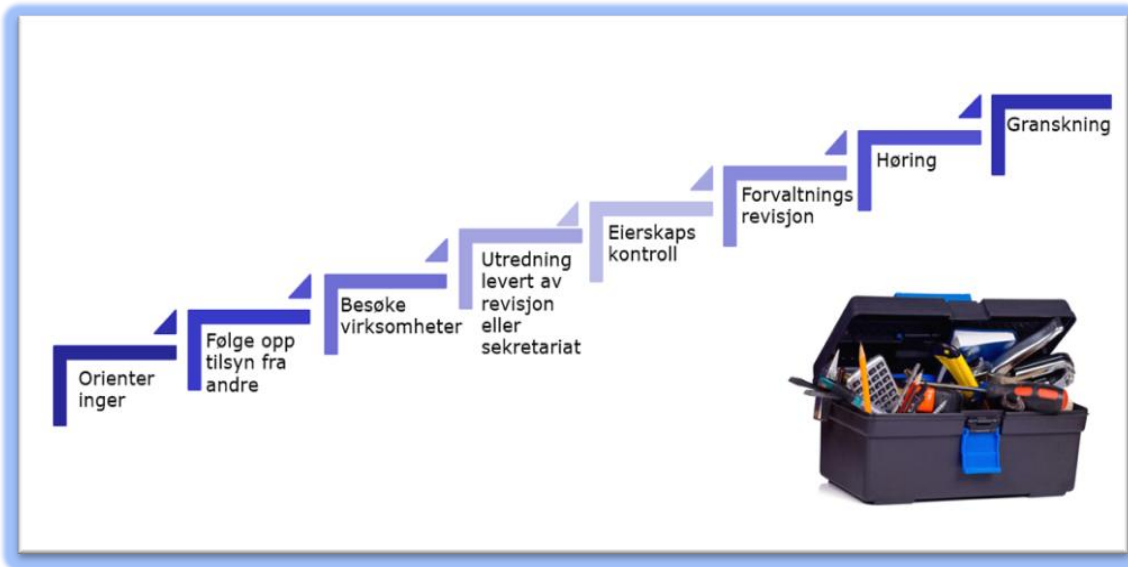 Orienter
inger
Følge opp
tilsyn fra
andre
Besøke
virksomheter
Utredning
levert av
revisjon
eller
sekretariat
Eierskaps
kontroll
Forvaltnings
revisjon
Høring
Granskning